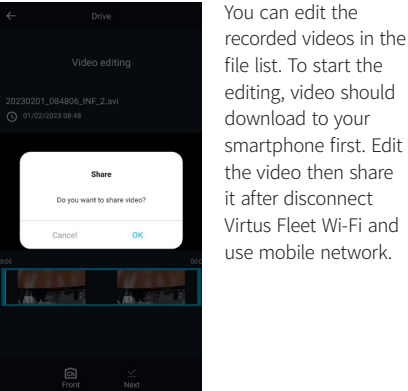 Drive
Video editing
20230201_084806_INF_2.avi
01/02/2023 08:48
Share
Do you want to share video?
Cancel
OK
Front
Next
You can edit the
recorded videos in the
file list. To start the
editing, video should
download to your
smartphone first. Edit
the video then share
it after disconnect
Virtus Fleet Wi-Fi and
use mobile network.